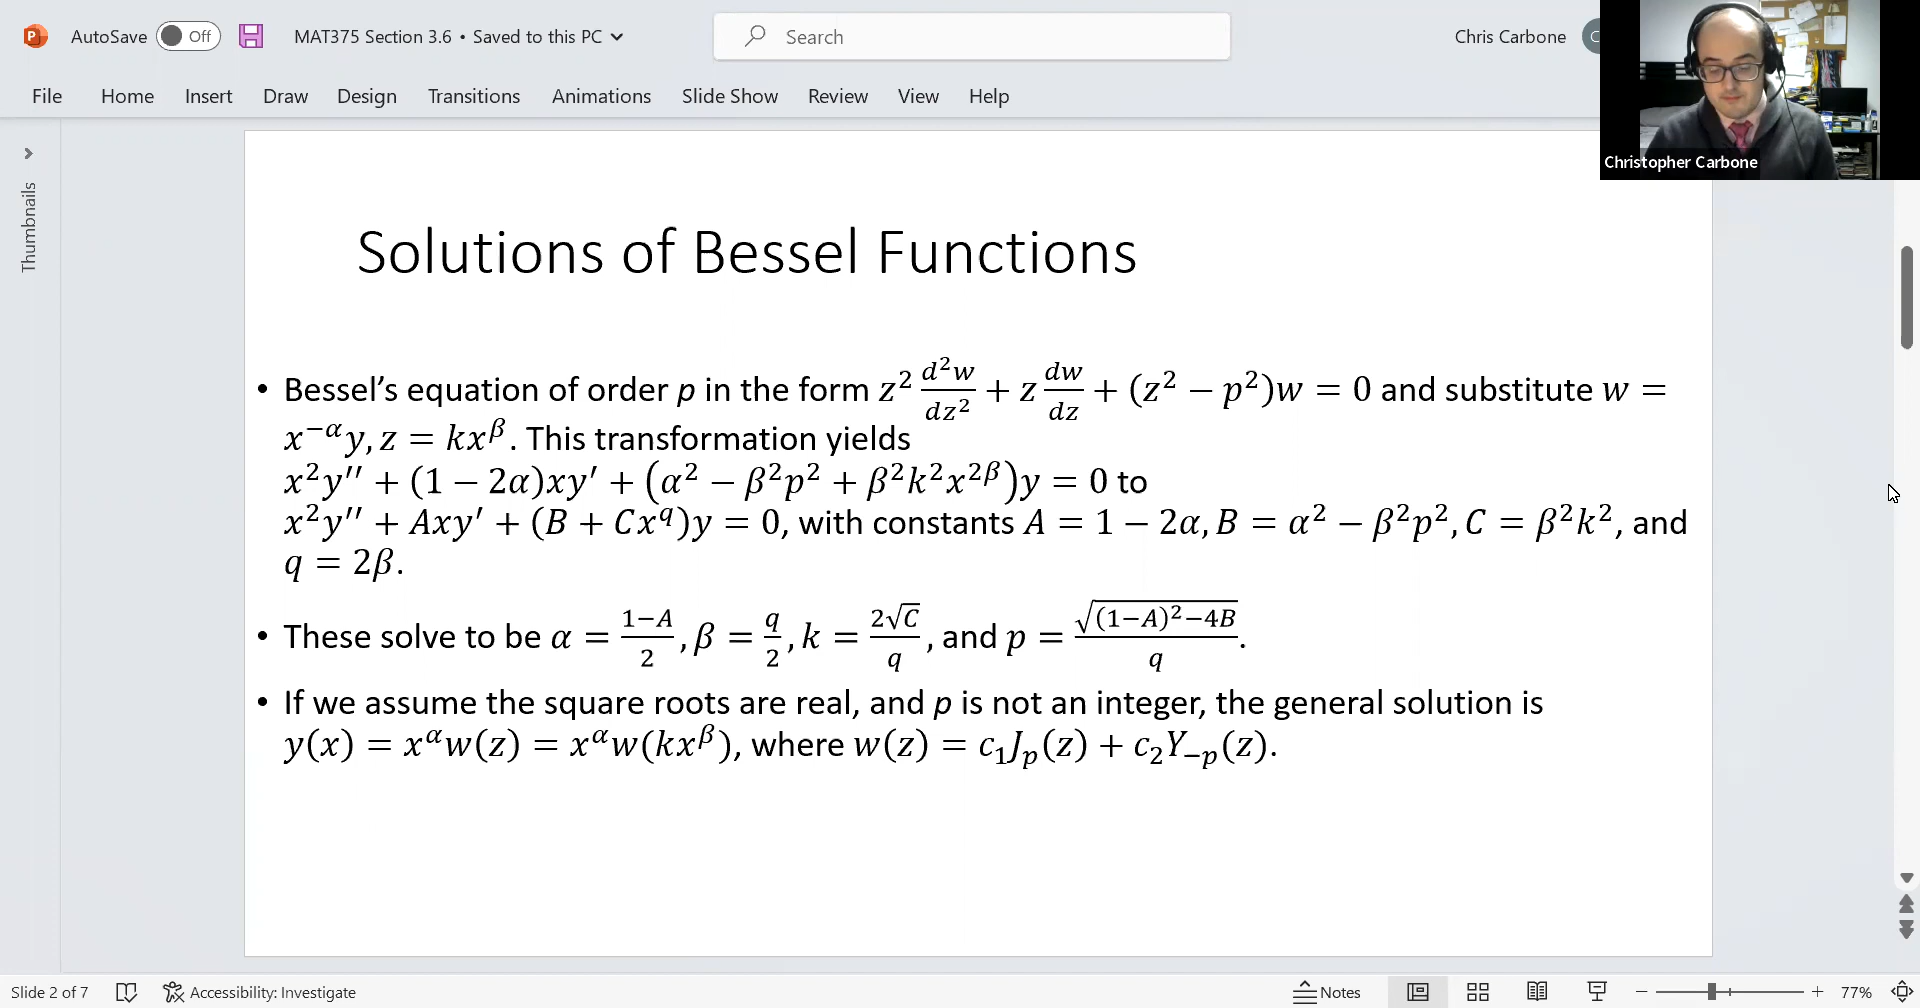 AutoSave Off MAT375 Section 3.6 • Saved to this PC Search Chris Carbone C
File Home Insert Draw Design Transitions Animations Slide Show Review View Help
Christopher Carbone
Thumbnails
Solutions of Bessel Functions
• Bessel’s equation of order p in the form z² d²w/dz² + z dw/dz + (z² − p²)w = 0 and substitute w =
x^{−α}y, z = kx^β. This transformation yields
x²y′′ + (1 − 2α)xy′ + (α² − β²p² + β²k²x^{2β})y = 0 to
x²y′′ + Axy′ + (B + Cx^q)y = 0, with constants A = 1 − 2α, B = α² − β²p², C = β²k², and
q = 2β.
• These solve to be α = (1−A)/2, β = q/2, k = 2√C/q, and p = √((1−A)²−4B)/q.
• If we assume the square roots are real, and p is not an integer, the general solution is
y(x) = x^α w(z) = x^α w(kx^β), where w(z) = c₁J_p(z) + c₂Y_{−p}(z).
Slide 2 of 7 Accessibility: Investigate Notes 77%